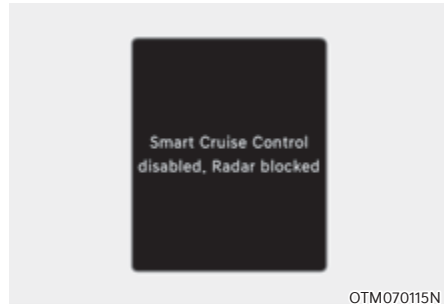 Smart Cruise Control
disabled, Radar blocked
OTM070115N